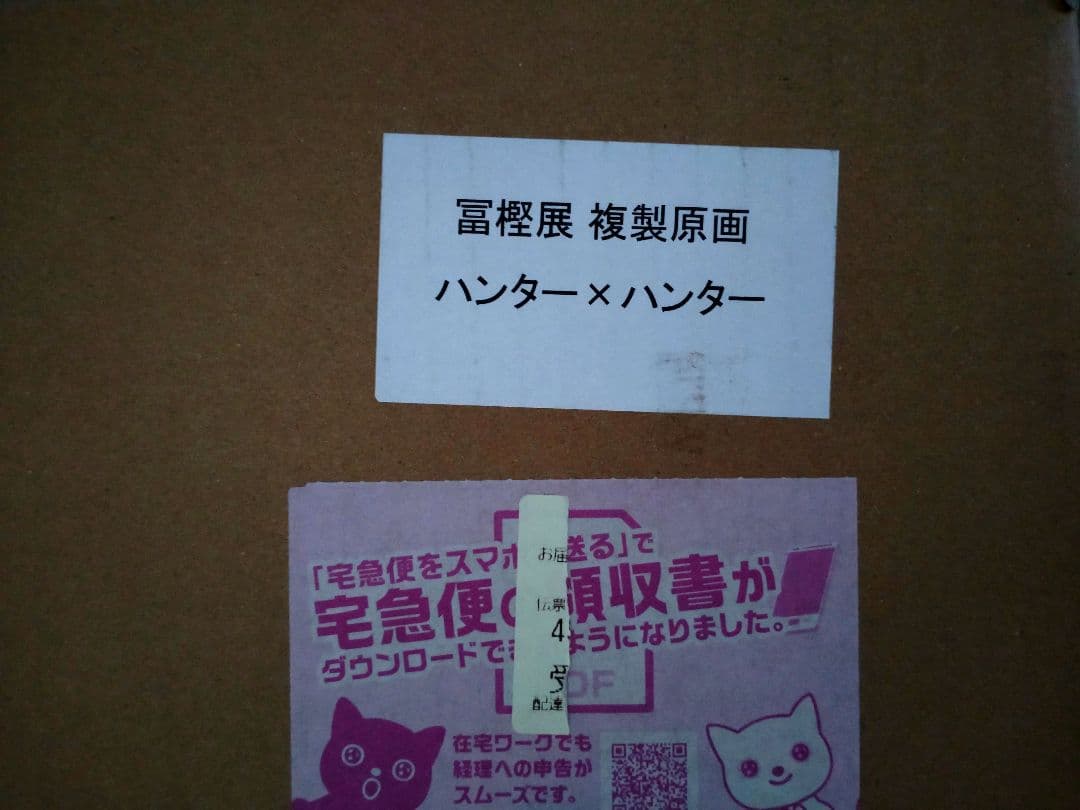 冨樫展 複製原画
ハンター×ハンター
「宅急便をスマホ 送る」で
宅急便 領収書が
ダウンロードでき ようになりました。
お届
伝票
4
受
配達
DF
在宅ワークでも
経理への申告が
スムーズです。